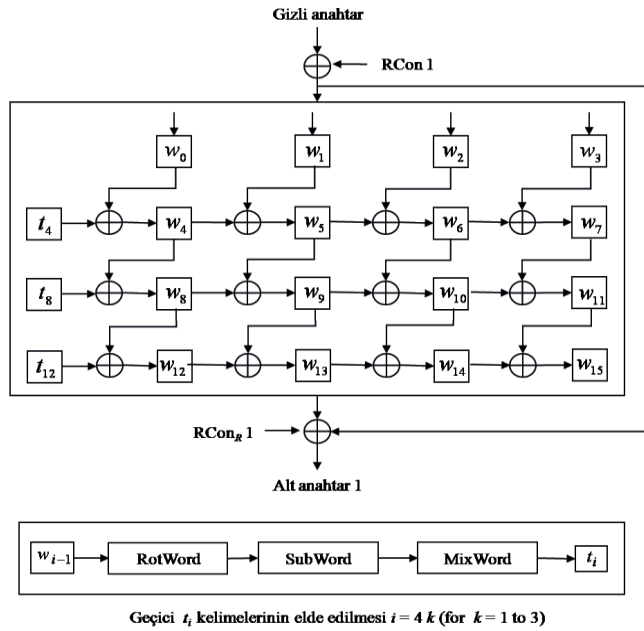 Gizli anahtar
RCon 1
w₀ w₁ w₂ w₃
t₄ w₄ w₅ w₆ w₇
t₈ w₈ w₉ w₁₀ w₁₁
t₁₂ w₁₂ w₁₃ w₁₄ w₁₅
RConᵣ 1
Alt anahtar 1
wᵢ₋₁ RotWord SubWord MixWord tᵢ
Geçici tᵢ kelimelerinin elde edilmesi i = 4 k (for k = 1 to 3)